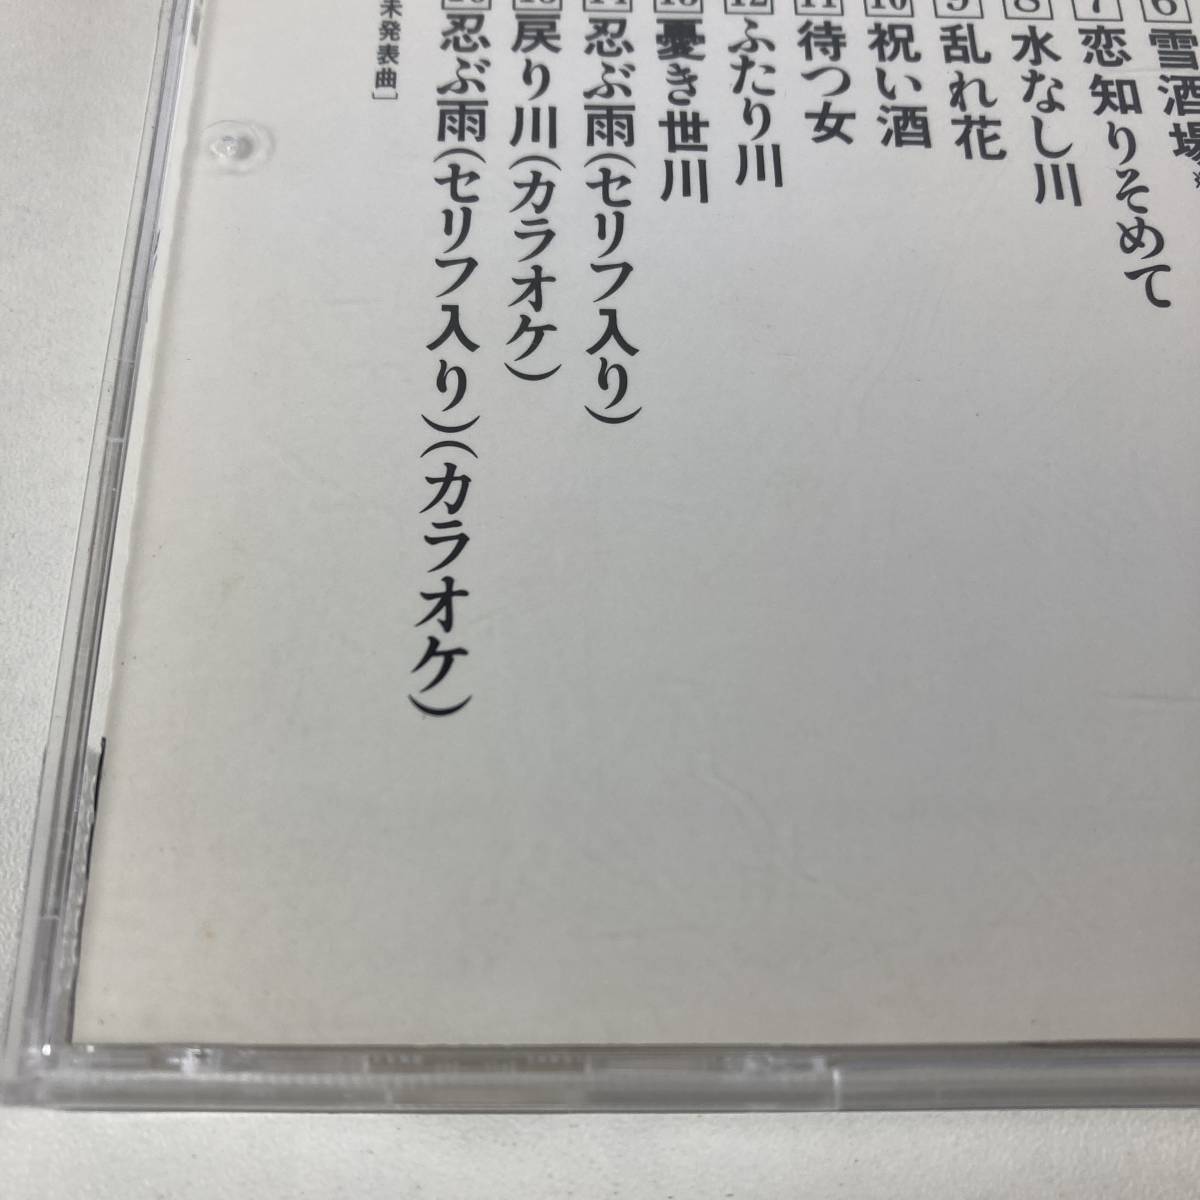 6 雪酒場※
7 恋知りそめて
8 水なし川
9 乱れ花
10 祝い酒
11 待つ女
12 ふたり川
13 憂き世川
14 忍ぶ雨(セリフ入り)
15 戻り川(カラオケ)
16 忍ぶ雨(セリフ入り)(カラオケ)
未発表曲]